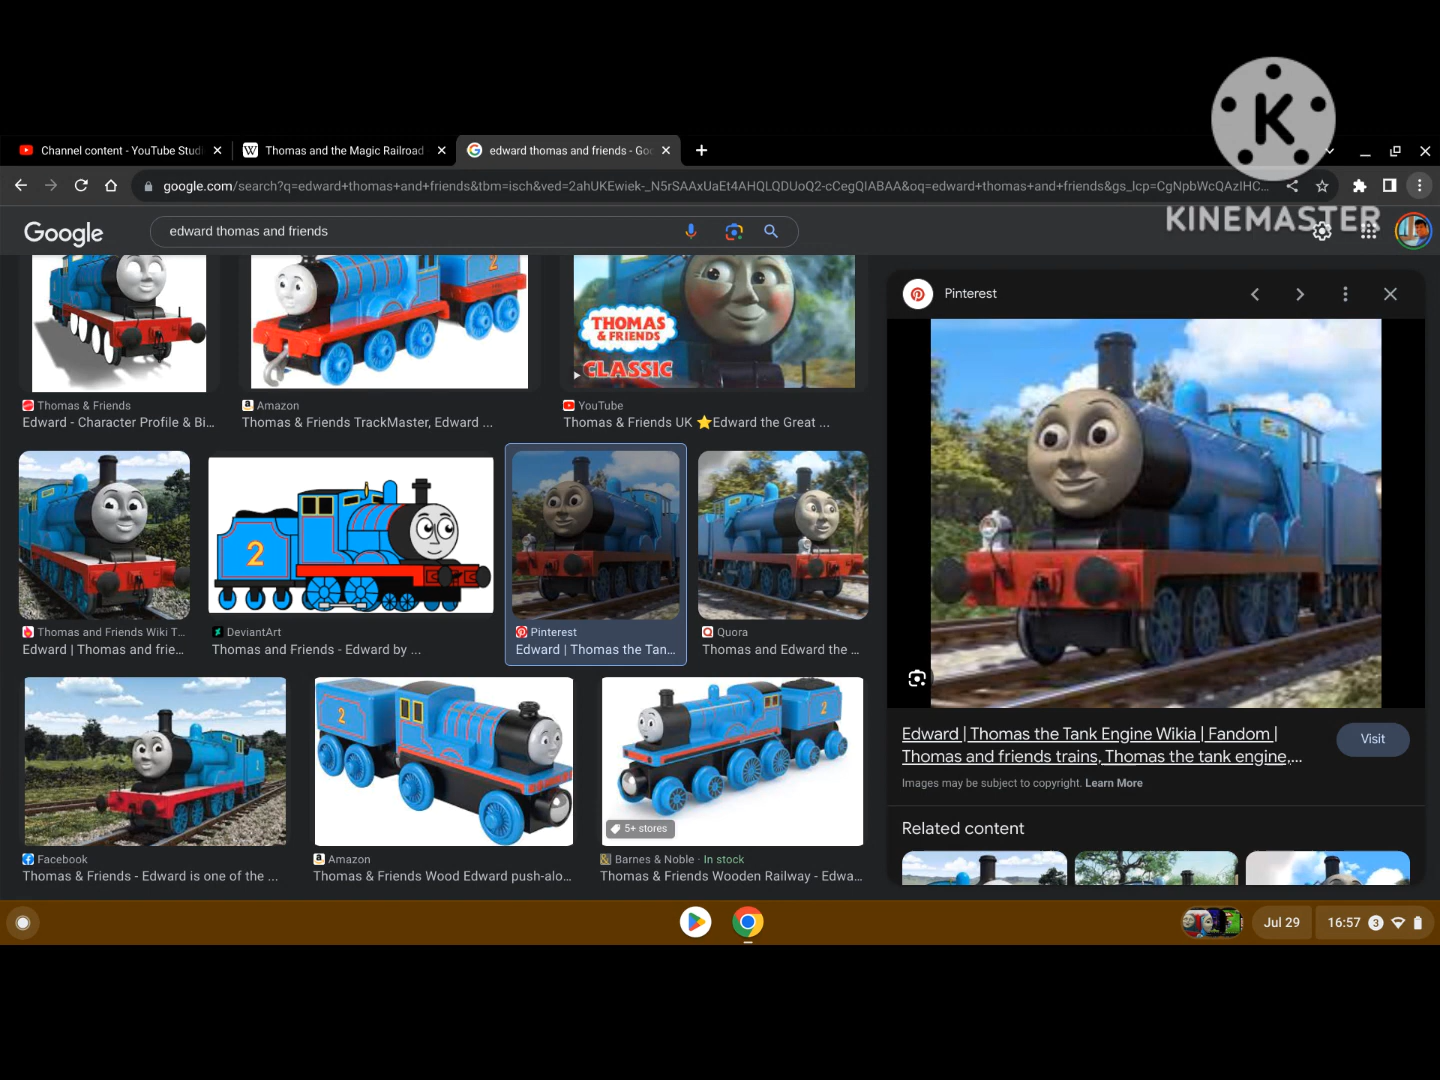 K
KINEMASTER
Channel content - YouTube Studi
Thomas and the Magic Railroad
edward thomas and friends - Goo
google.com/search?q=edward+thomas+and+friends&tbm=isch&ved=2ahUKEwiek-_N5rSAAxUaEt4AHQLQDUoQ2-cCegQIABAA&oq=edward+thomas+and+friends&gs_lcp=CgNpbWcQAzIHC...
Google
edward thomas and friends
2
THOMAS
& FRIENDS
CLASSIC
Thomas & Friends
Edward - Character Profile & Bi...
Amazon
Thomas & Friends TrackMaster, Edward ...
YouTube
Thomas & Friends UK ⭐Edward the Great ...
2
Thomas and Friends Wiki T...
Edward | Thomas and frie...
DeviantArt
Thomas and Friends - Edward by ...
Pinterest
Edward | Thomas the Tan...
Quora
Thomas and Edward the ...
2
2
2
5+ stores
Facebook
Thomas & Friends - Edward is one of the ...
Amazon
Thomas & Friends Wood Edward push-alo...
Barnes & Noble · In stock
Thomas & Friends Wooden Railway - Edwa...
Pinterest
Edward | Thomas the Tank Engine Wikia | Fandom |
Thomas and friends trains, Thomas the tank engine,...
Visit
Images may be subject to copyright. Learn More
Related content
Jul 29
16:57
3